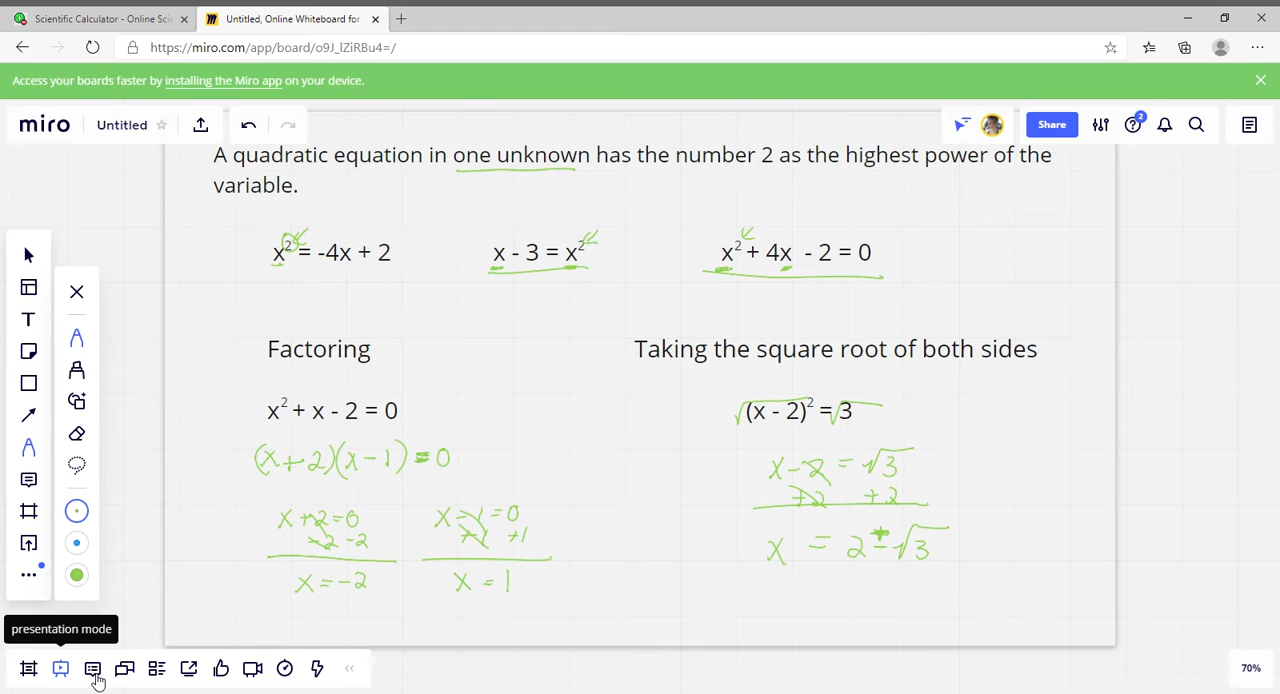 Scientific Calculator - Online Scie
Untitled, Online Whiteboard for
https://miro.com/app/board/o9J_lZiRBu4=/
Access your boards faster by installing the Miro app on your device.
miro
Untitled
Share
2
A quadratic equation in one unknown has the number 2 as the highest power of the
variable.
x² = -4x + 2
x - 3 = x²
x² + 4x - 2 = 0
Factoring
Taking the square root of both sides
x² + x - 2 = 0
√(x - 2)² = √3
(x + 2)(x - 1) = 0
x - 2 = √3
+2 +2
x + 2 = 0
x - 1 = 0
-2 -2
+1 +1
x = 2 ± √3
x = -2
x = 1
T
presentation mode
70%